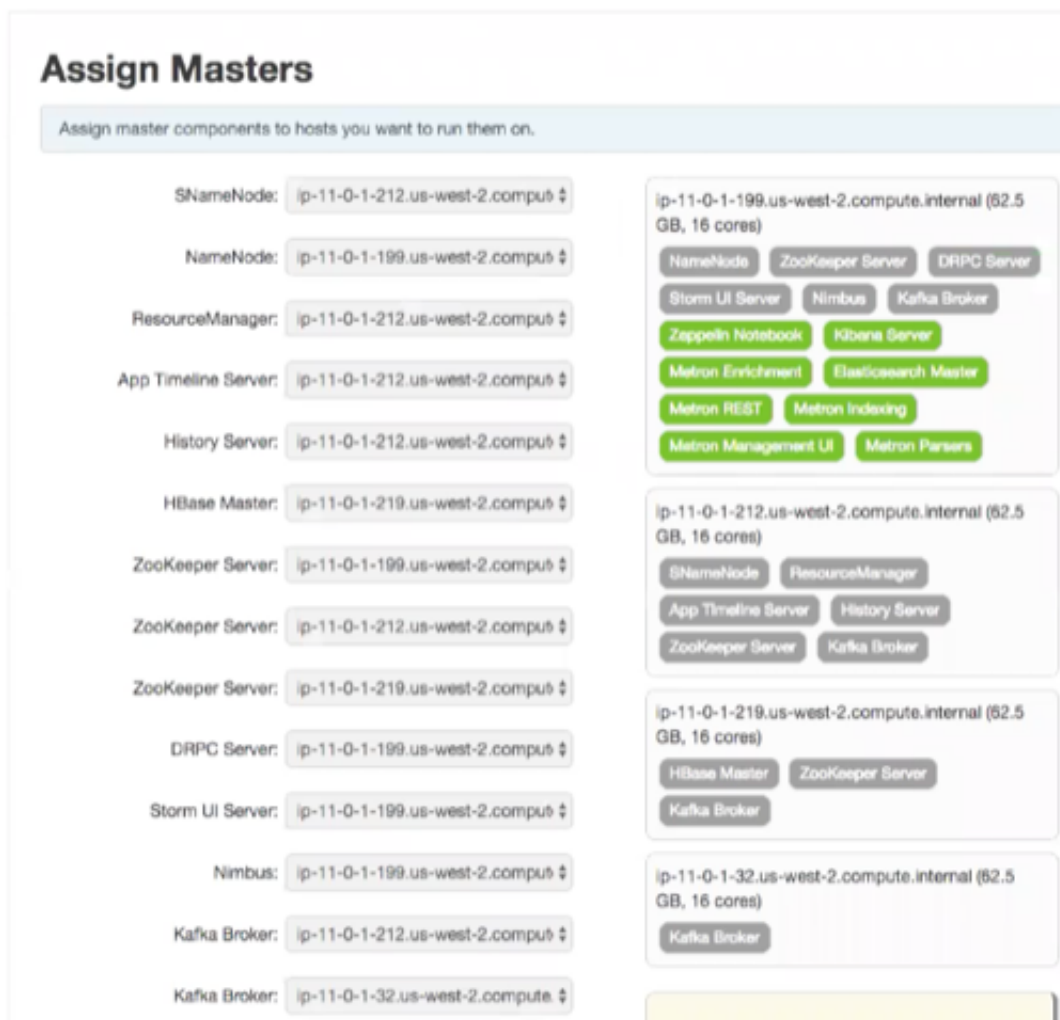 Assign Masters
Assign master components to hosts you want to run them on.
SNameNode: ip-11-0-1-212.us-west-2.comput
NameNode: ip-11-0-1-199.us-west-2.comput
ResourceManager: ip-11-0-1-212.us-west-2.comput
App Timeline Server: ip-11-0-1-212.us-west-2.comput
History Server: ip-11-0-1-212.us-west-2.comput
HBase Master: ip-11-0-1-219.us-west-2.comput
ZooKeeper Server: ip-11-0-1-199.us-west-2.comput
ZooKeeper Server: ip-11-0-1-212.us-west-2.comput
ZooKeeper Server: ip-11-0-1-219.us-west-2.comput
DRPC Server: ip-11-0-1-199.us-west-2.comput
Storm UI Server: ip-11-0-1-199.us-west-2.comput
Nimbus: ip-11-0-1-199.us-west-2.comput
Kafka Broker: ip-11-0-1-212.us-west-2.comput
Kafka Broker: ip-11-0-1-32.us-west-2.compute.
ip-11-0-1-199.us-west-2.compute.internal (62.5
GB, 16 cores)
NameNode ZooKeeper Server DRPC Server
Storm UI Server Nimbus Kafka Broker
Zeppelin Notebook Kibana Server
Metron Enrichment Elasticsearch Master
Metron REST Metron Indexing
Metron Management UI Metron Parsers
ip-11-0-1-212.us-west-2.compute.internal (62.5
GB, 16 cores)
SNameNode ResourceManager
App Timeline Server History Server
ZooKeeper Server Kafka Broker
ip-11-0-1-219.us-west-2.compute.internal (62.5
GB, 16 cores)
HBase Master ZooKeeper Server
Kafka Broker
ip-11-0-1-32.us-west-2.compute.internal (62.5
GB, 16 cores)
Kafka Broker